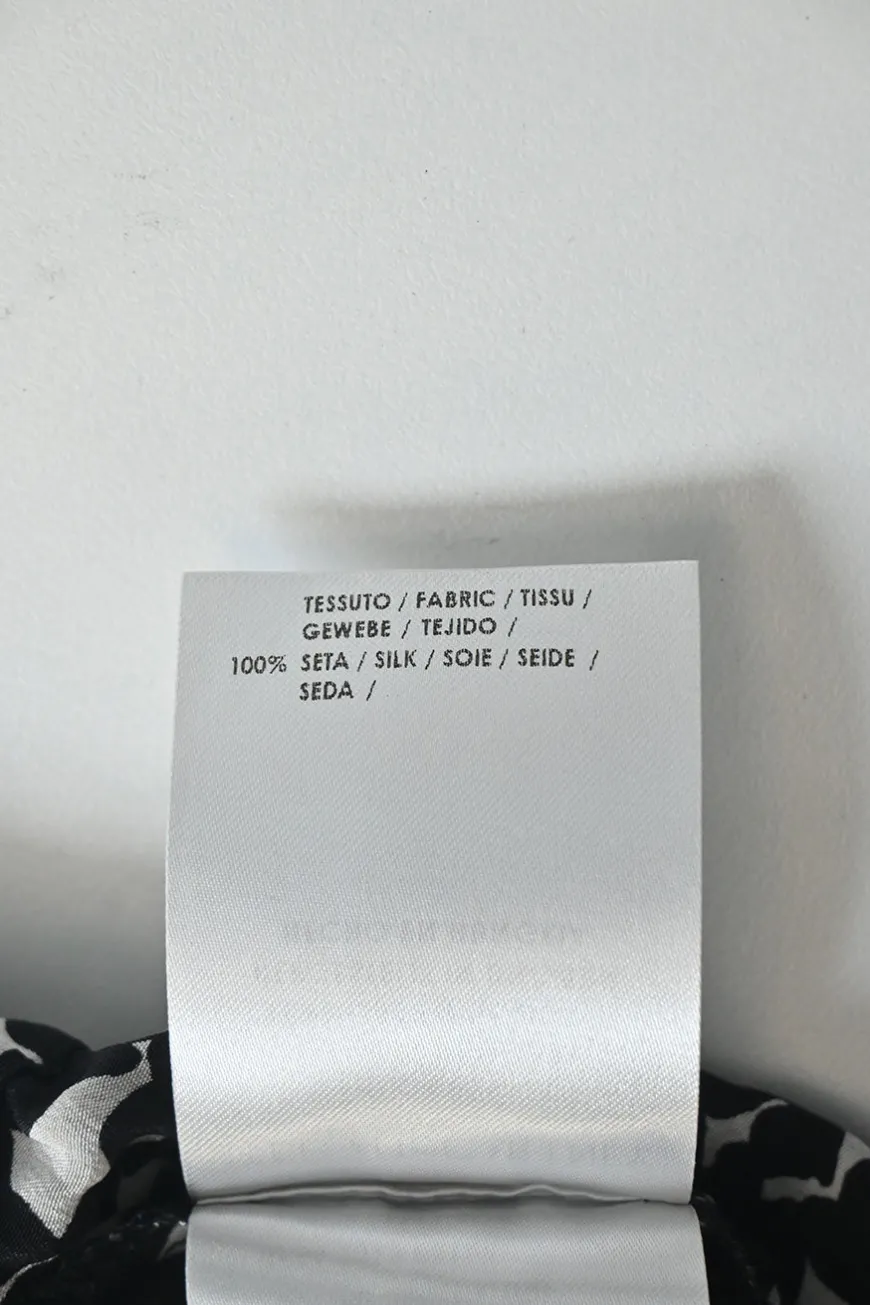 TESSUTO / FABRIC / TISSU /
GEWEBE / TEJIDO /
100% SETA / SILK / SOIE / SEIDE /
SEDA /